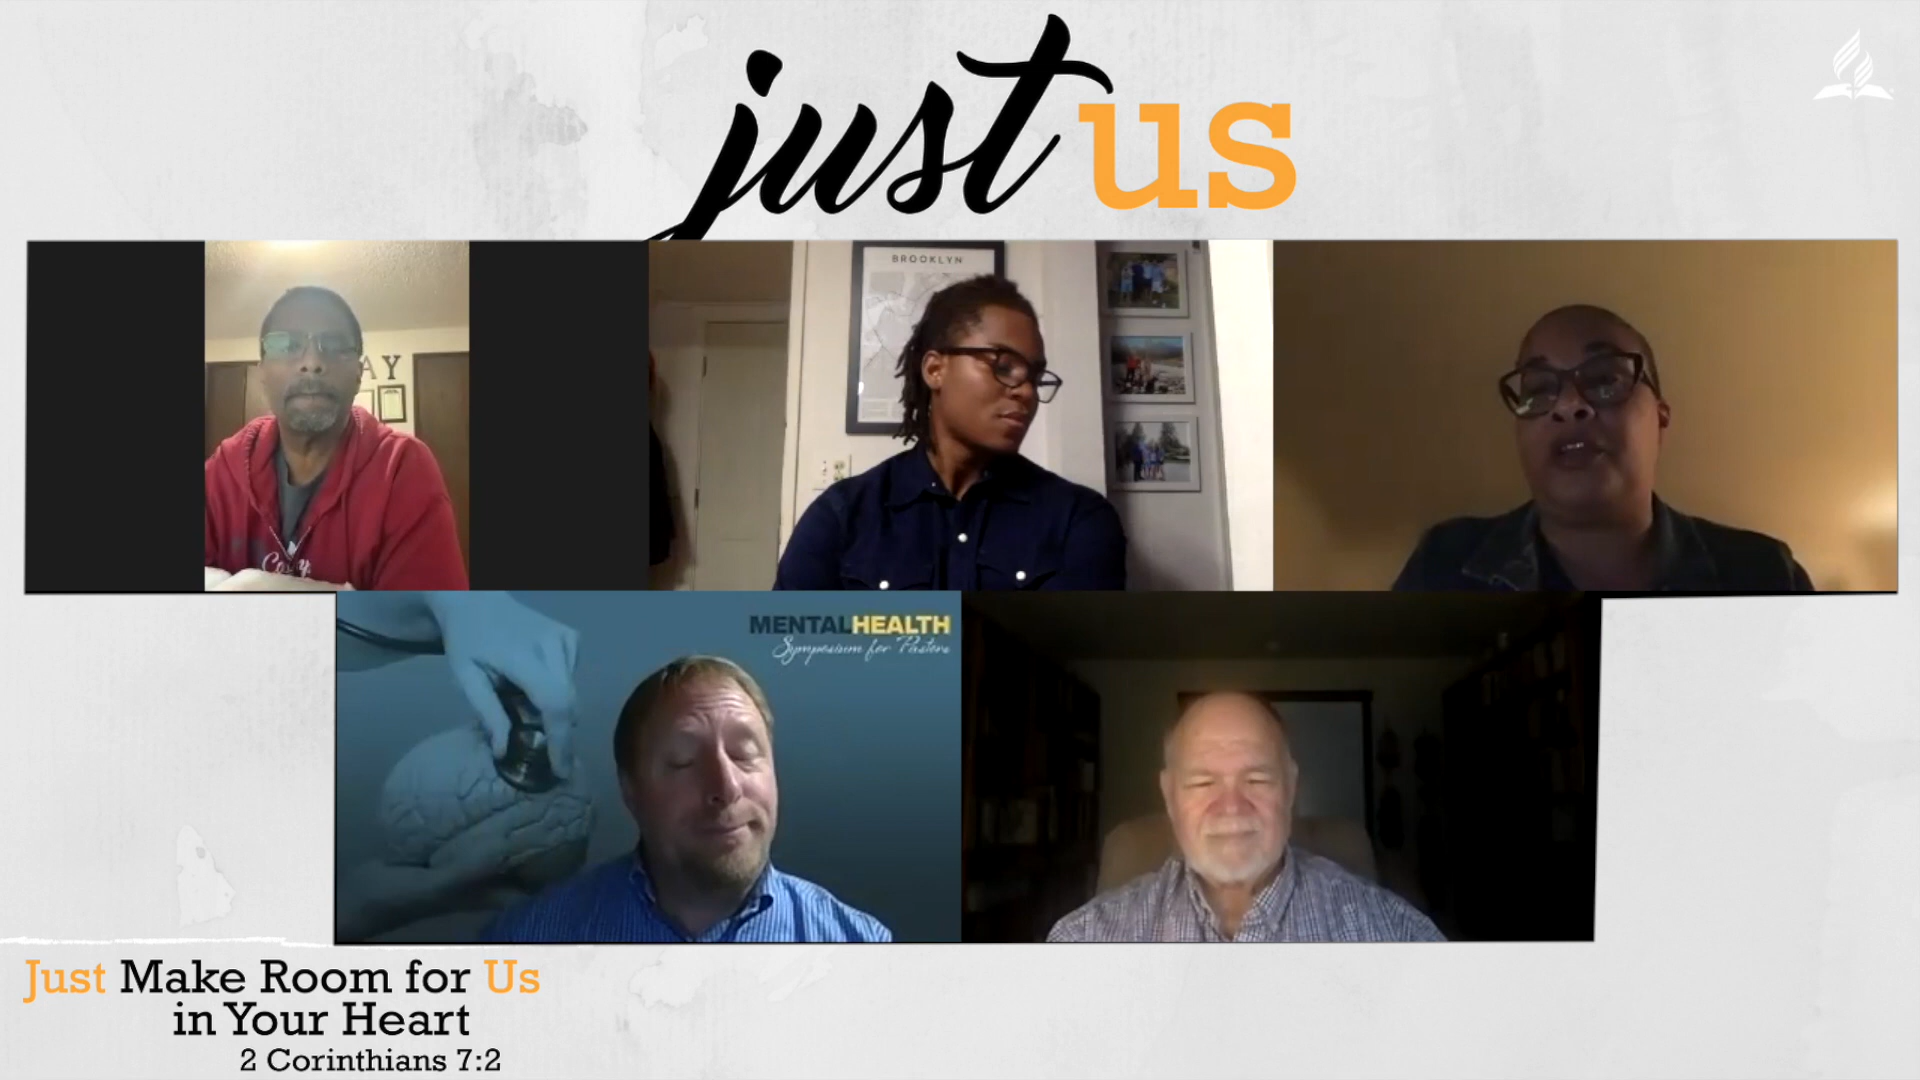 just us
BROOKLYN
AY
MENTALHEALTH
Symposium for Pastors
Just Make Room for Us
in Your Heart
2 Corinthians 7:2